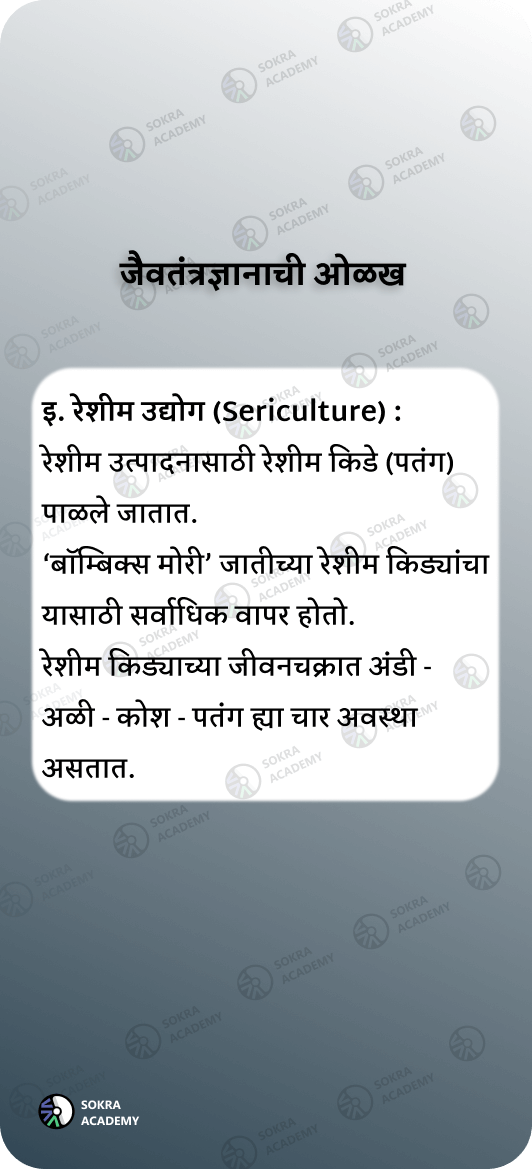 जैवतंत्रज्ञानाची ओळख
इ. रेशीम उद्योग (Sericulture) :
रेशीम उत्पादनासाठी रेशीम किडे (पतंग)
पाळले जातात.
‘बॉम्बिक्स मोरी’ जातीच्या रेशीम किड्यांचा
यासाठी सर्वाधिक वापर होतो.
रेशीम किड्याच्या जीवनचक्रात अंडी -
अळी - कोश - पतंग ह्या चार अवस्था
असतात.
SOKRA
ACADEMY